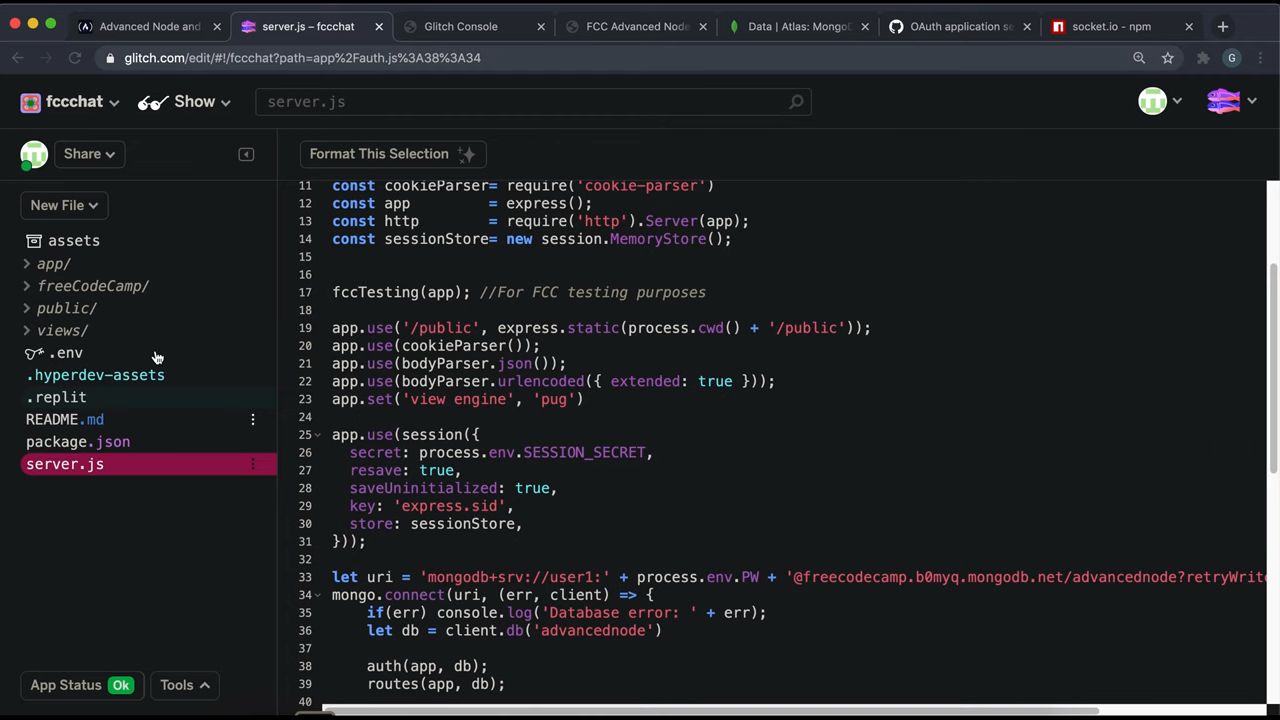 Advanced Node and
server.js – fccchat
Glitch Console
FCC Advanced Node
Data | Atlas: MongoD
OAuth application se
socket.io - npm
glitch.com/edit/#!/fccchat?path=app%2Fauth.js%3A38%3A34
G
fccchat
Show
server.js
Share
Format This Selection
New File
assets
app/
freeCodeCamp/
public/
views/
.env
.hyperdev-assets
.replit
README.md
package.json
server.js
App Status Ok
Tools
11 const cookieParser= require('cookie-parser')
12 const app = express();
13 const http = require('http').Server(app);
14 const sessionStore= new session.MemoryStore();
15
16
17 fccTesting(app); //For FCC testing purposes
18
19 app.use('/public', express.static(process.cwd() + '/public'));
20 app.use(cookieParser());
21 app.use(bodyParser.json());
22 app.use(bodyParser.urlencoded({ extended: true }));
23 app.set('view engine', 'pug')
24
25 app.use(session({
26 secret: process.env.SESSION_SECRET,
27 resave: true,
28 saveUninitialized: true,
29 key: 'express.sid',
30 store: sessionStore,
31 }));
32
33 let uri = 'mongodb+srv://user1:' + process.env.PW + '@freecodecamp.b0myq.mongodb.net/advancednode?retryWrite
34 mongo.connect(uri, (err, client) => {
35 if(err) console.log('Database error: ' + err);
36 let db = client.db('advancednode')
37
38 auth(app, db);
39 routes(app, db);
40